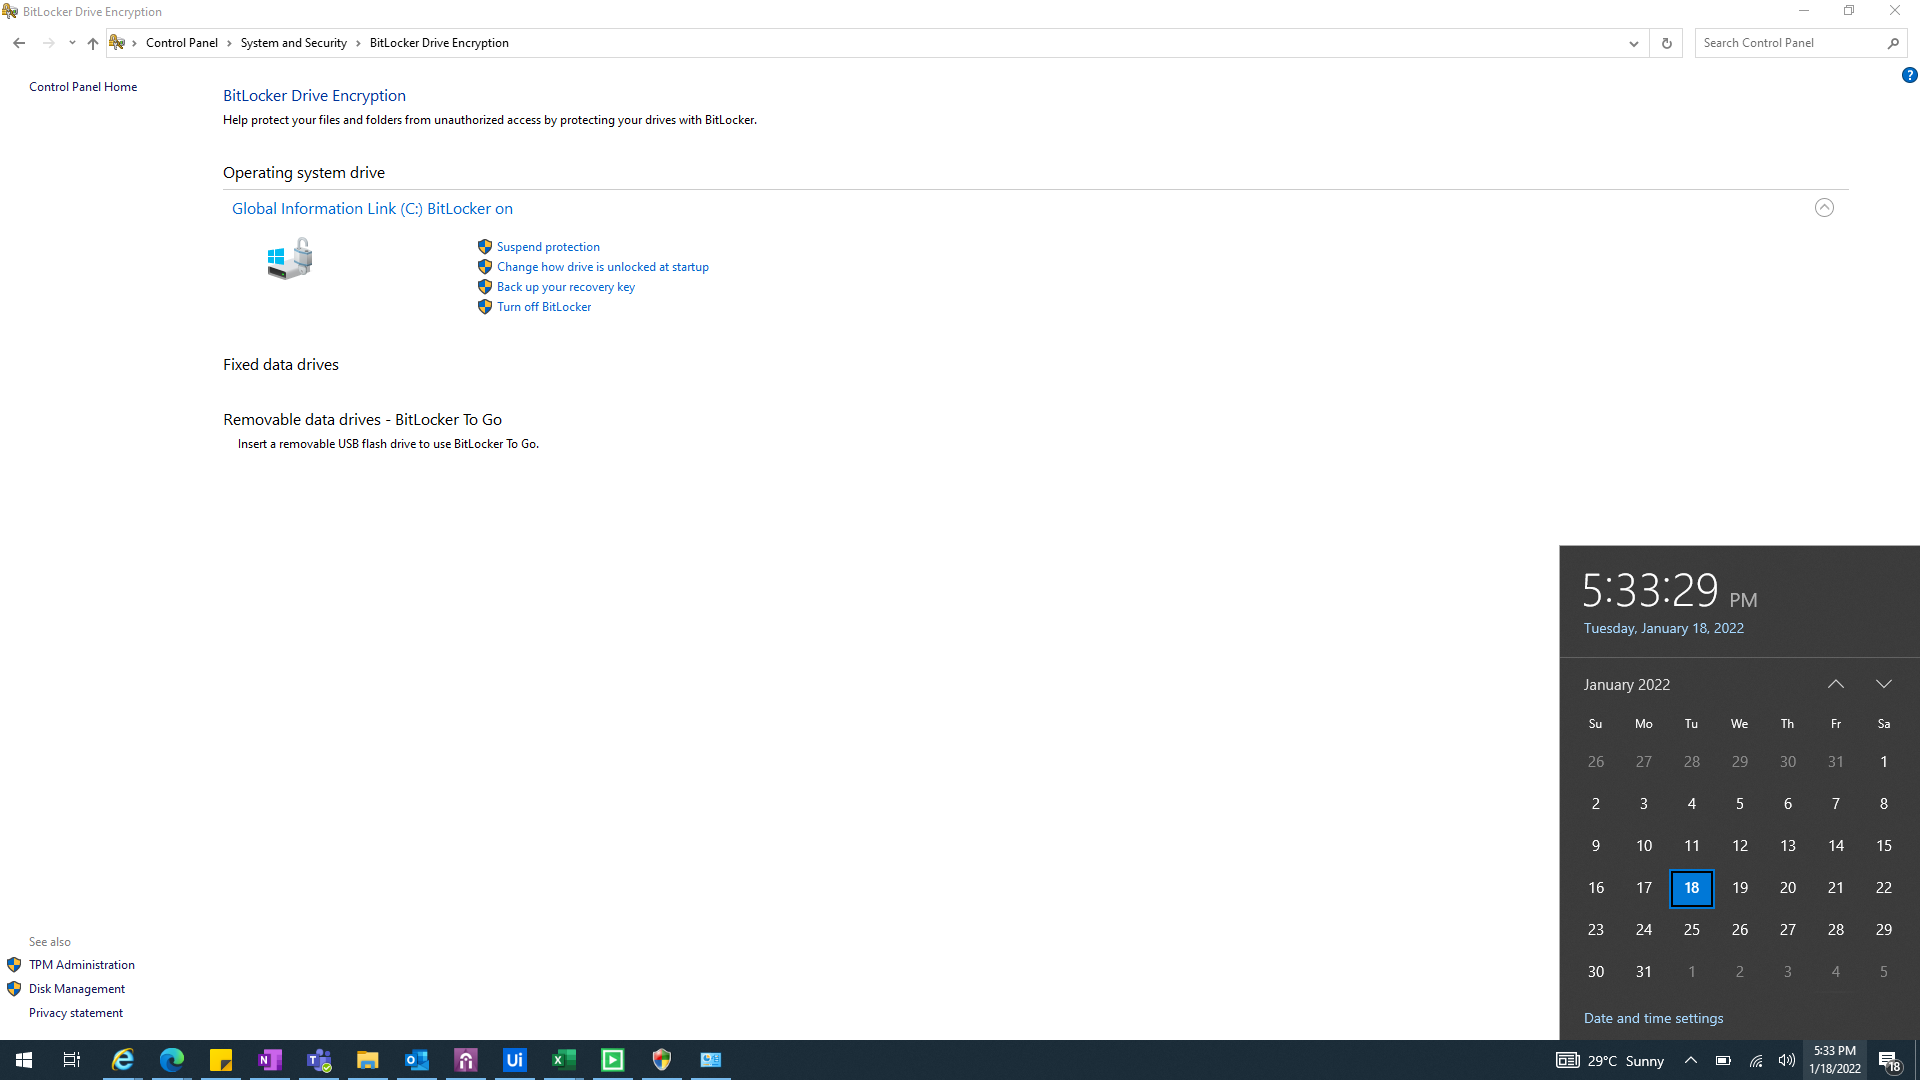 BitLocker Drive Encryption
Control Panel › System and Security › BitLocker Drive Encryption
Search Control Panel
?
Control Panel Home
BitLocker Drive Encryption
Help protect your files and folders from unauthorized access by protecting your drives with BitLocker.
Operating system drive
Global Information Link (C:) BitLocker on
Suspend protection
Change how drive is unlocked at startup
Back up your recovery key
Turn off BitLocker
Fixed data drives
Removable data drives - BitLocker To Go
Insert a removable USB flash drive to use BitLocker To Go.
5:33:29 PM
Tuesday, January 18, 2022
January 2022
Su Mo Tu We Th Fr Sa
26 27 28 29 30 31 1
2 3 4 5 6 7 8
9 10 11 12 13 14 15
16 17 18 19 20 21 22
23 24 25 26 27 28 29
30 31 1 2 3 4 5
Date and time settings
See also
TPM Administration
Disk Management
Privacy statement
Ui
29°C Sunny
5:33 PM
1/18/2022
18